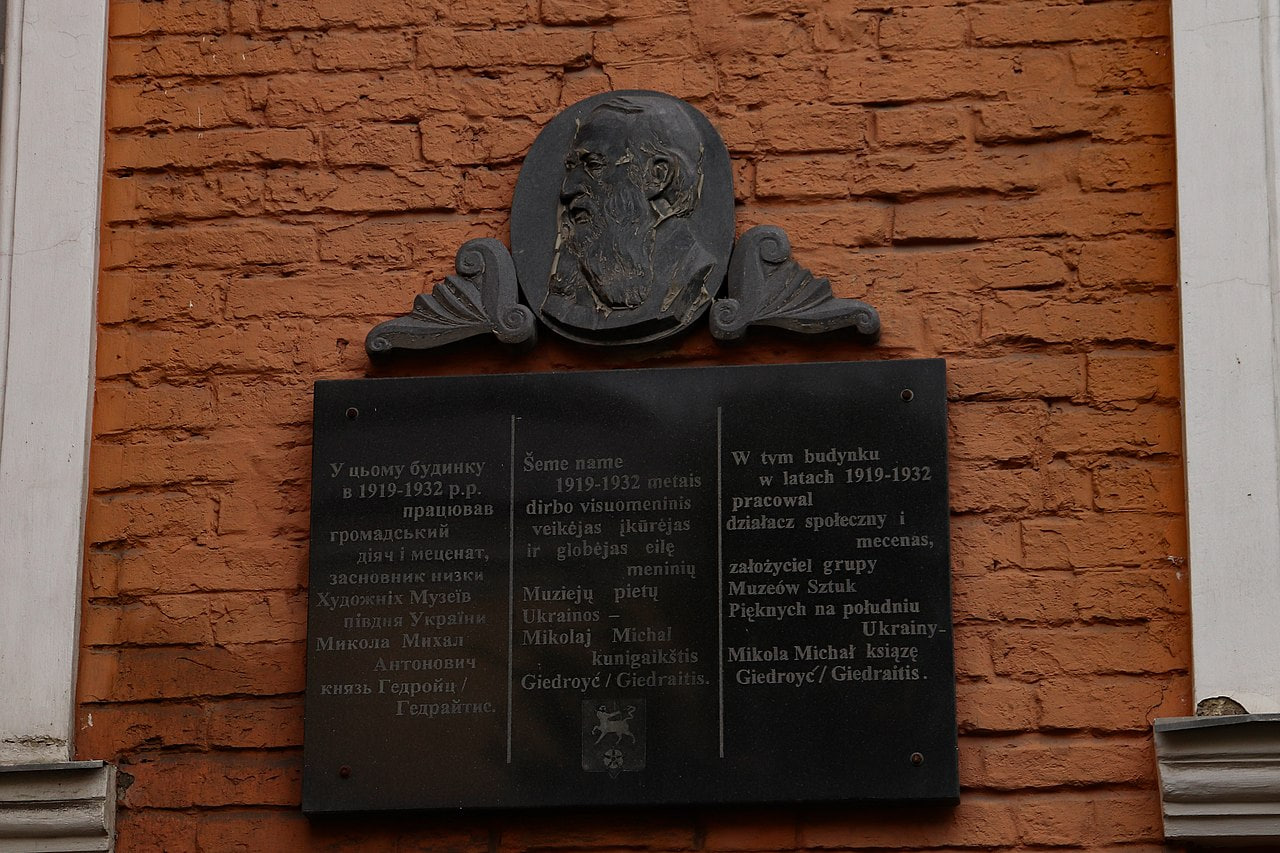 У цьому будинку
в 1919-1932 р.р.
працював
громадський
діяч і меценат,
засновник низки
Художніх Музеїв
півдня України
Микола Михал
Антонович
князь Гедройц /
Гедрайтис.
Šeme name
1919-1932 metais
dirbo visuomeninis
veikėjas įkūrėjas
ir globėjas eilę
meninių
Muziejų pietų
Ukrainos –
Mikolaj Michal
kunigaikštis
Giedroyć / Giedraitis.
W tym budynku
w latach 1919-1932
pracowal
działacz społeczny i
mecenas,
założyciel grupy
Muzeów Sztuk
Pięknych na południu
Ukrainy-
Mikola Michał książę
Giedroyć / Giedraitis.